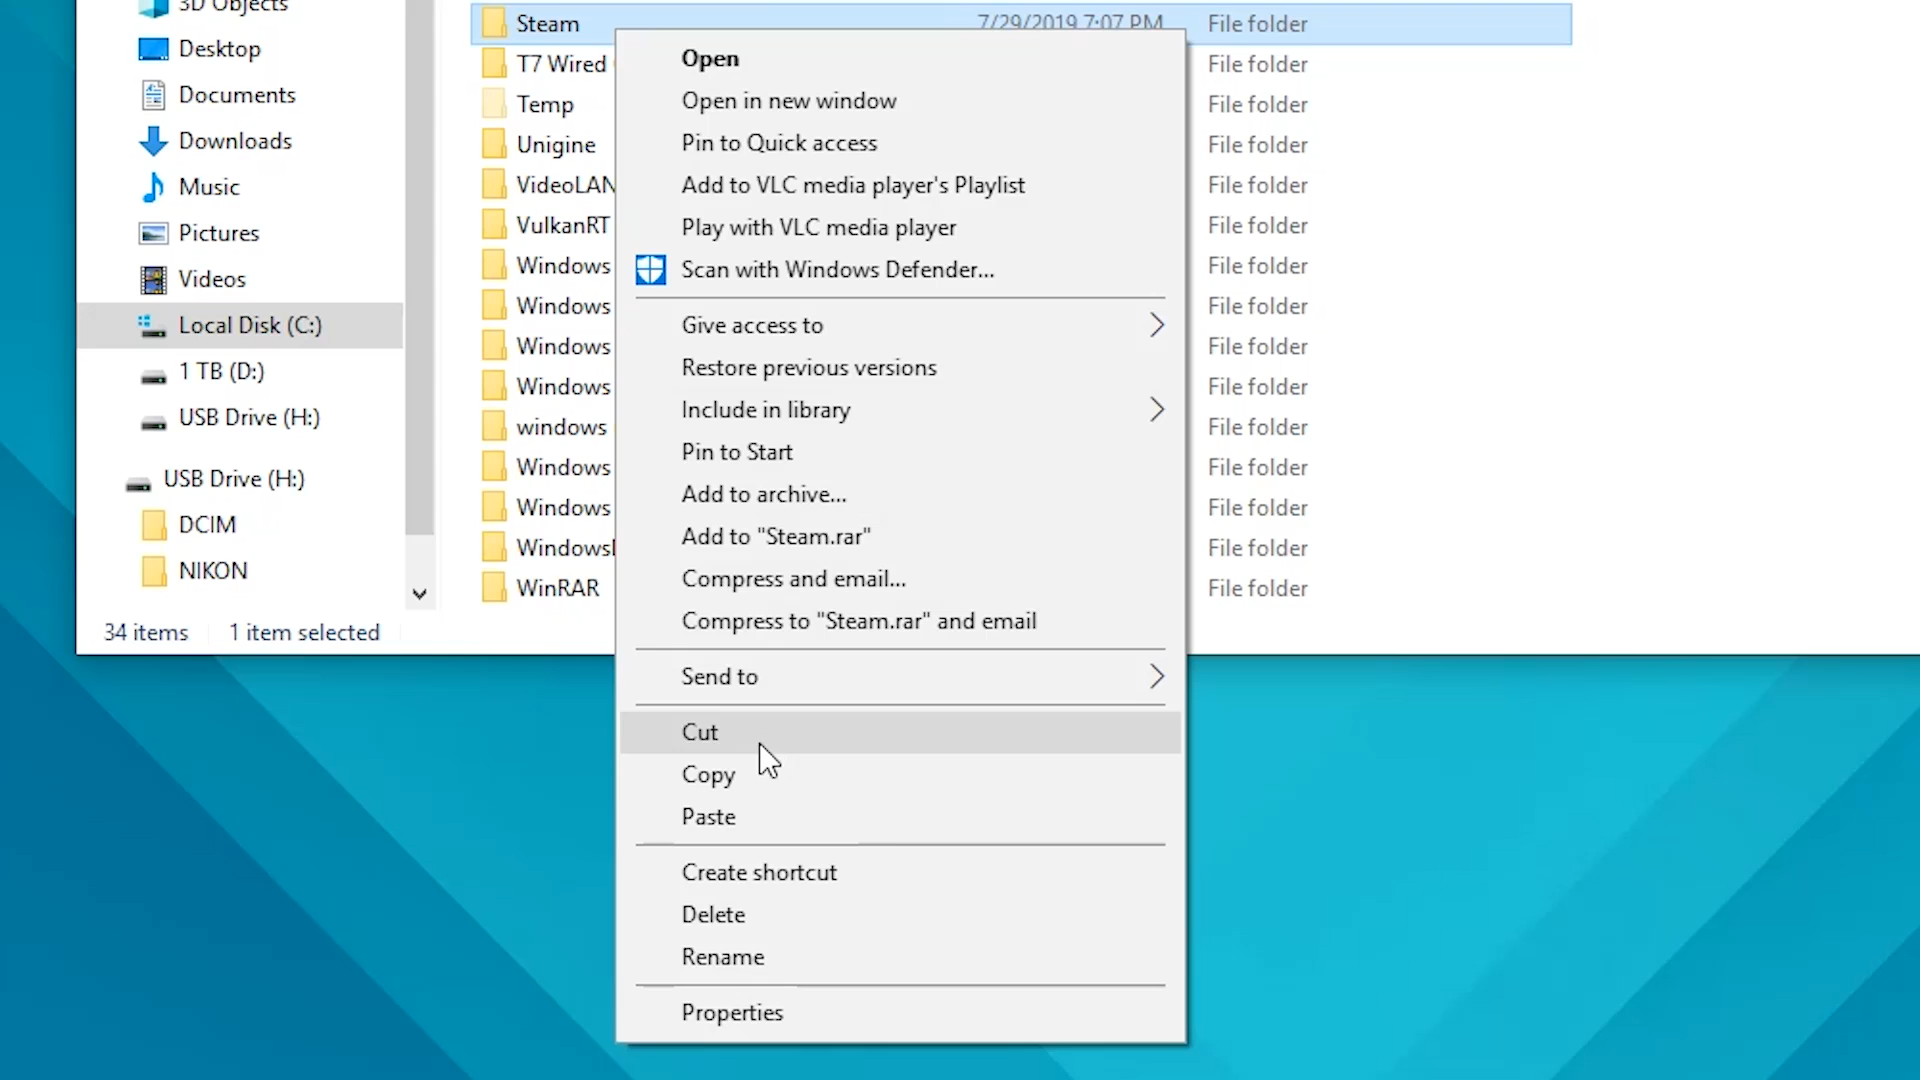 3D Objects
Desktop
Documents
Downloads
Music
Pictures
Videos
Local Disk (C:)
1 TB (D:)
USB Drive (H:)
USB Drive (H:)
DCIM
NIKON
34 items 1 item selected
Steam 7/29/2019 7:07 PM File folder
T7 Wired File folder
Temp File folder
Unigine File folder
VideoLAN File folder
VulkanRT File folder
Windows File folder
Windows File folder
Windows File folder
Windows File folder
windows File folder
Windows File folder
Windows File folder
Windows File folder
WinRAR File folder
Open
Open in new window
Pin to Quick access
Add to VLC media player's Playlist
Play with VLC media player
Scan with Windows Defender...
Give access to
Restore previous versions
Include in library
Pin to Start
Add to archive...
Add to "Steam.rar"
Compress and email...
Compress to "Steam.rar" and email
Send to
Cut
Copy
Paste
Create shortcut
Delete
Rename
Properties